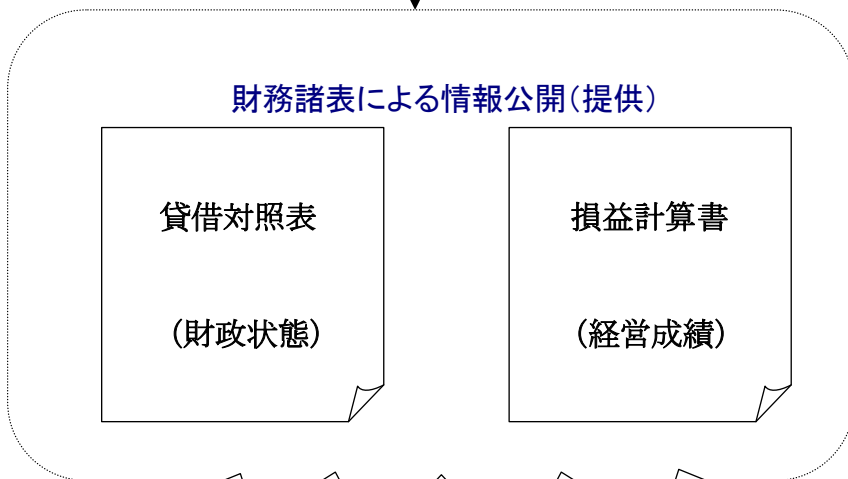 財務諸表による情報公開（提供）
貸借対照表
損益計算書
（財政状態）
（経営成績）